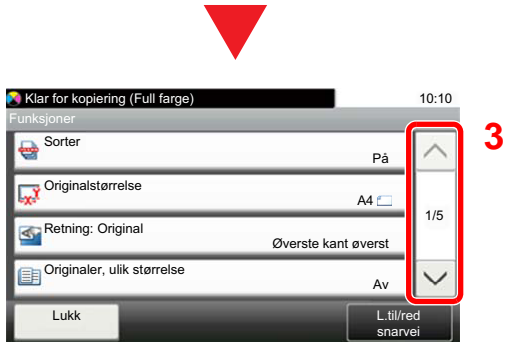 Klar for kopiering (Full farge)
10:10
Funksjoner
Sorter
På
Originalstørrelse
A4
Retning: Original
Øverste kant øverst
Originaler, ulik størrelse
Av
1/5
3
Lukk
L.til/red
snarvei